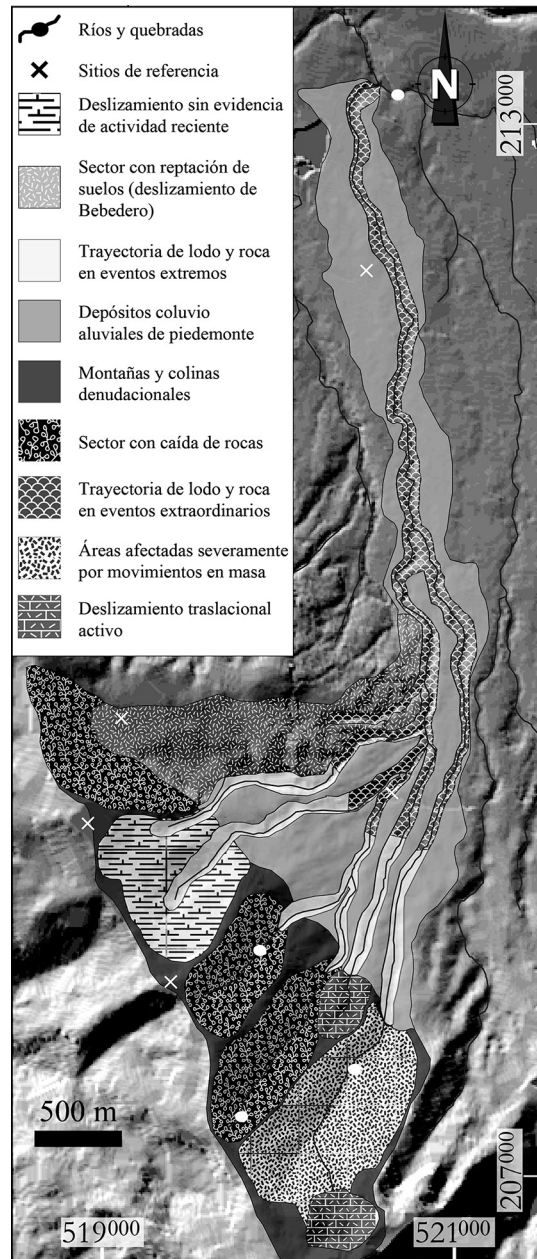 Ríos y quebradas
Sitios de referencia
Deslizamiento sin evidencia
de actividad reciente
Sector con reptación de
suelos (deslizamiento de
Bebedero)
Trayectoria de lodo y roca
en eventos extremos
Depósitos coluvio
aluviales de piedemonte
Montañas y colinas
denudacionales
Sector con caída de rocas
Trayectoria de lodo y roca
en eventos extraordinarios
Áreas afectadas severamente
por movimientos en masa
Deslizamiento traslacional
activo
N
213000
500 m
207000
519000
521000